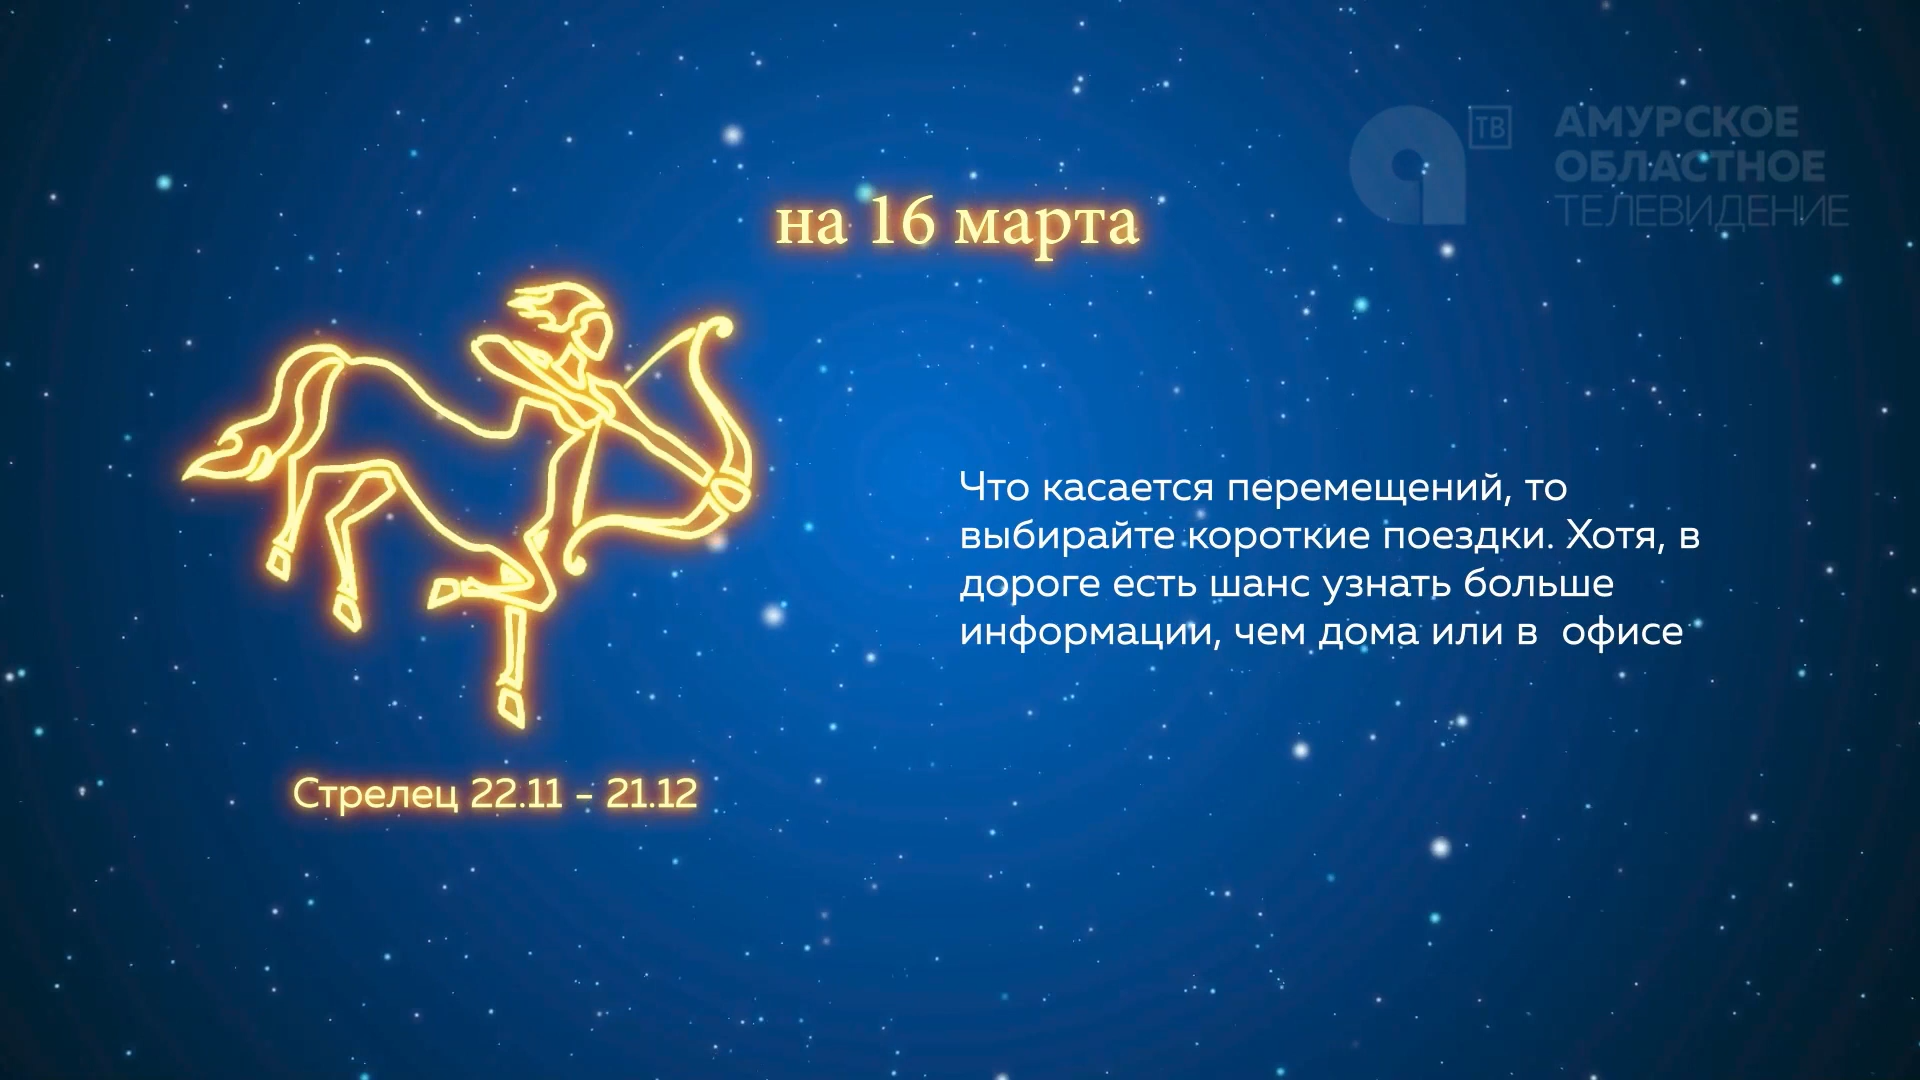 ТВ
АМУРСКОЕ
ОБЛАСТНОЕ
ТЕЛЕВИДЕНИЕ
на 16 марта
Что касается перемещений, то
выбирайте короткие поездки. Хотя, в
дороге есть шанс узнать больше
информации, чем дома или в  офисе
Стрелец 22.11 - 21.12